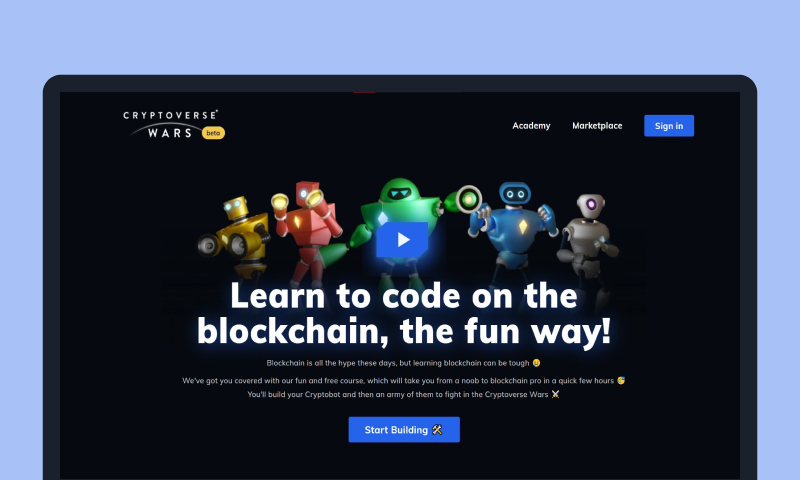 CRYPTOVERSE
WARS beta
Academy Marketplace Sign in
Learn to code on the
blockchain, the fun way!
Blockchain is all the hype these days, but learning blockchain can be tough 😉
We've got you covered with our fun and free course, which will take you from a noob to blockchain pro in a quick few hours 😴
You'll build your Cryptobot and then an army of them to fight in the Cryptoverse Wars ⚔️
Start Building 🛠